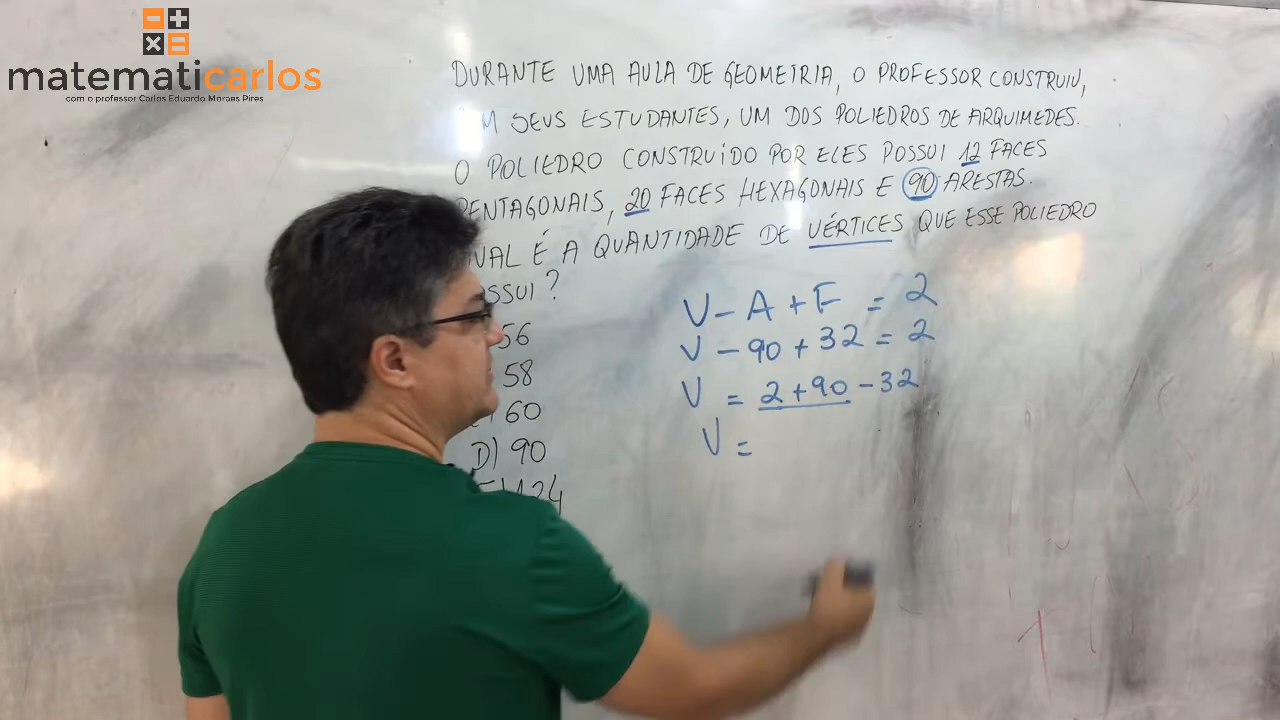 matematicarlos
com o professor Carlos Eduardo Moraes Pires
DURANTE UMA AULA DE GEOMETRIA, O PROFESSOR CONSTRUIU,
SEUS ESTUDANTES, UM DOS POLIEDROS DE ARQUIMEDES.
O POLIEDRO CONSTRUÍDO POR ELES POSSUI 12 FACES
PENTAGONAIS, 20 FACES HEXAGONAIS E 90 ARESTAS.
É A QUANTIDADE DE VÉRTICES QUE ESSE POLIEDRO
?
56
58
60
D) 90
124
V - A + F = 2
V - 90 + 32 = 2
V = 2 + 90 - 32
V =